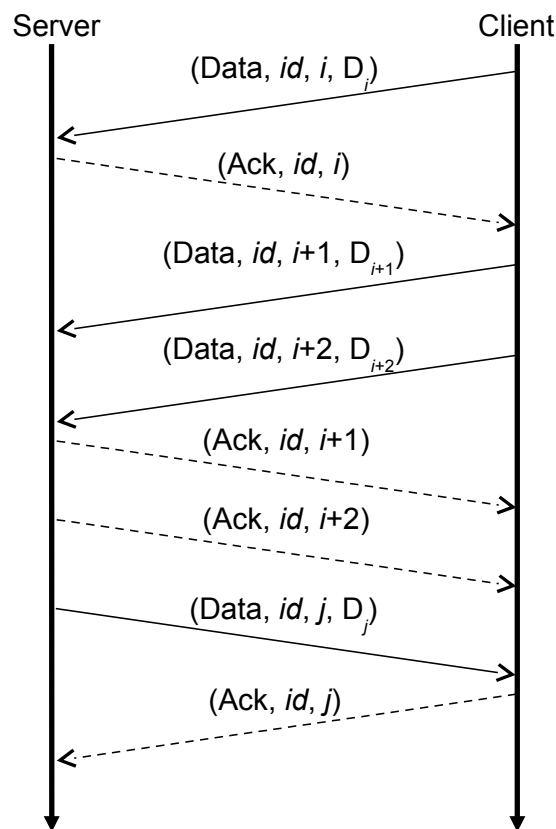 Server
Client
(Data, id, i, Dᵢ)
(Ack, id, i)
(Data, id, i+1, Dᵢ₊₁)
(Data, id, i+2, Dᵢ₊₂)
(Ack, id, i+1)
(Ack, id, i+2)
(Data, id, j, Dⱼ)
(Ack, id, j)